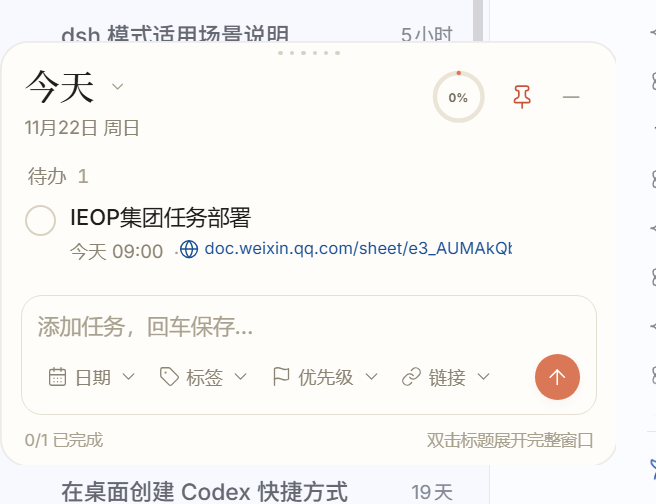 dsh 模式适用场景说明 5小时
今天
0%
11月22日 周日
待办 1
IEOP集团任务部署
今天 09:00 · doc.weixin.qq.com/sheet/e3_AUMAkQb
添加任务，回车保存...
日期 标签 优先级 链接
0/1 已完成 双击标题展开完整窗口
在桌面创建 Codex 快捷方式 19天